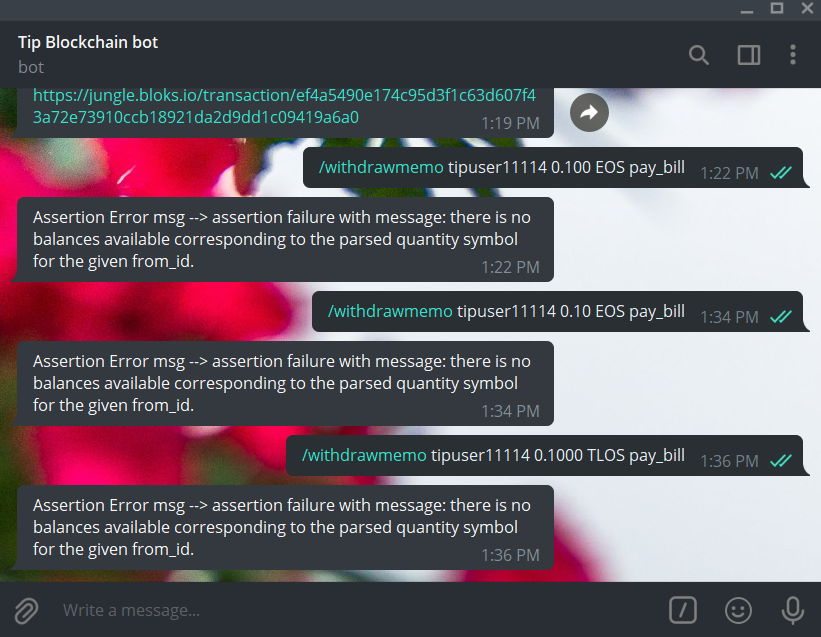 Tip Blockchain bot
bot
https://jungle.bloks.io/transaction/ef4a5490e174c95d3f1c63d607f4
3a72e73910ccb18921da2d9dd1c09419a6a0
1:19 PM
/withdrawmemo tipuser11114 0.100 EOS pay_bill
1:22 PM
Assertion Error msg --> assertion failure with message: there is no
balances available corresponding to the parsed quantity symbol
for the given from_id.
1:22 PM
/withdrawmemo tipuser11114 0.10 EOS pay_bill
1:34 PM
Assertion Error msg --> assertion failure with message: there is no
balances available corresponding to the parsed quantity symbol
for the given from_id.
1:34 PM
/withdrawmemo tipuser11114 0.1000 TLOS pay_bill
1:36 PM
Assertion Error msg --> assertion failure with message: there is no
balances available corresponding to the parsed quantity symbol
for the given from_id.
1:36 PM
Write a message...